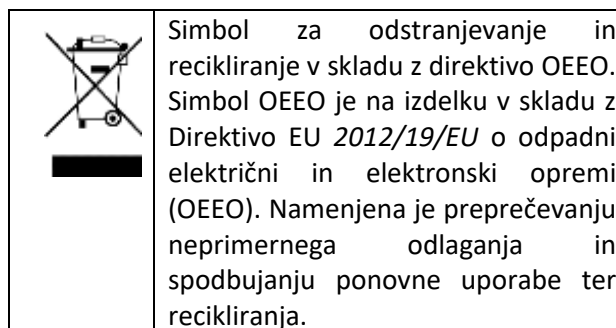 Simbol za odstranjevanje in
recikliranje v skladu z direktivo OEEO.
Simbol OEEO je na izdelku v skladu z
Direktivo EU 2012/19/EU o odpadni
električni in elektronski opremi
(OEEO). Namenjena je preprečevanju
neprimernega odlaganja in
spodbujanju ponovne uporabe ter
recikliranja.